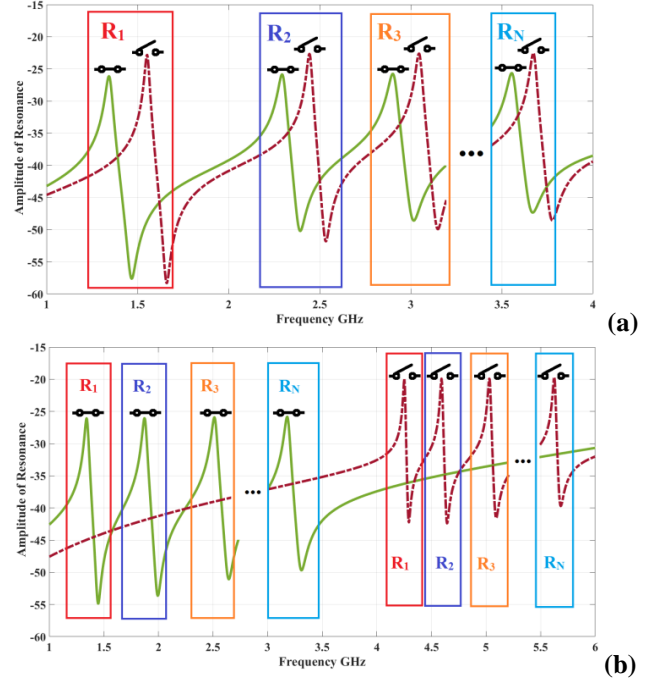 -15
R1 R2 R3 RN
-20
-25
-30
-35
-40
-45
-50
-55
-60
Amplitude of Resonance
1 1.5 2 2.5 3 3.5 4
Frequency GHz
(a)
-15
R1 R2 R3 RN
-20
-25
-30
-35
-40
-45
-50
-55
-60
Amplitude of Resonance
R1 R2 R3 RN
1 1.5 2 2.5 3 3.5 4 4.5 5 5.5 6
Frequency GHz
(b)